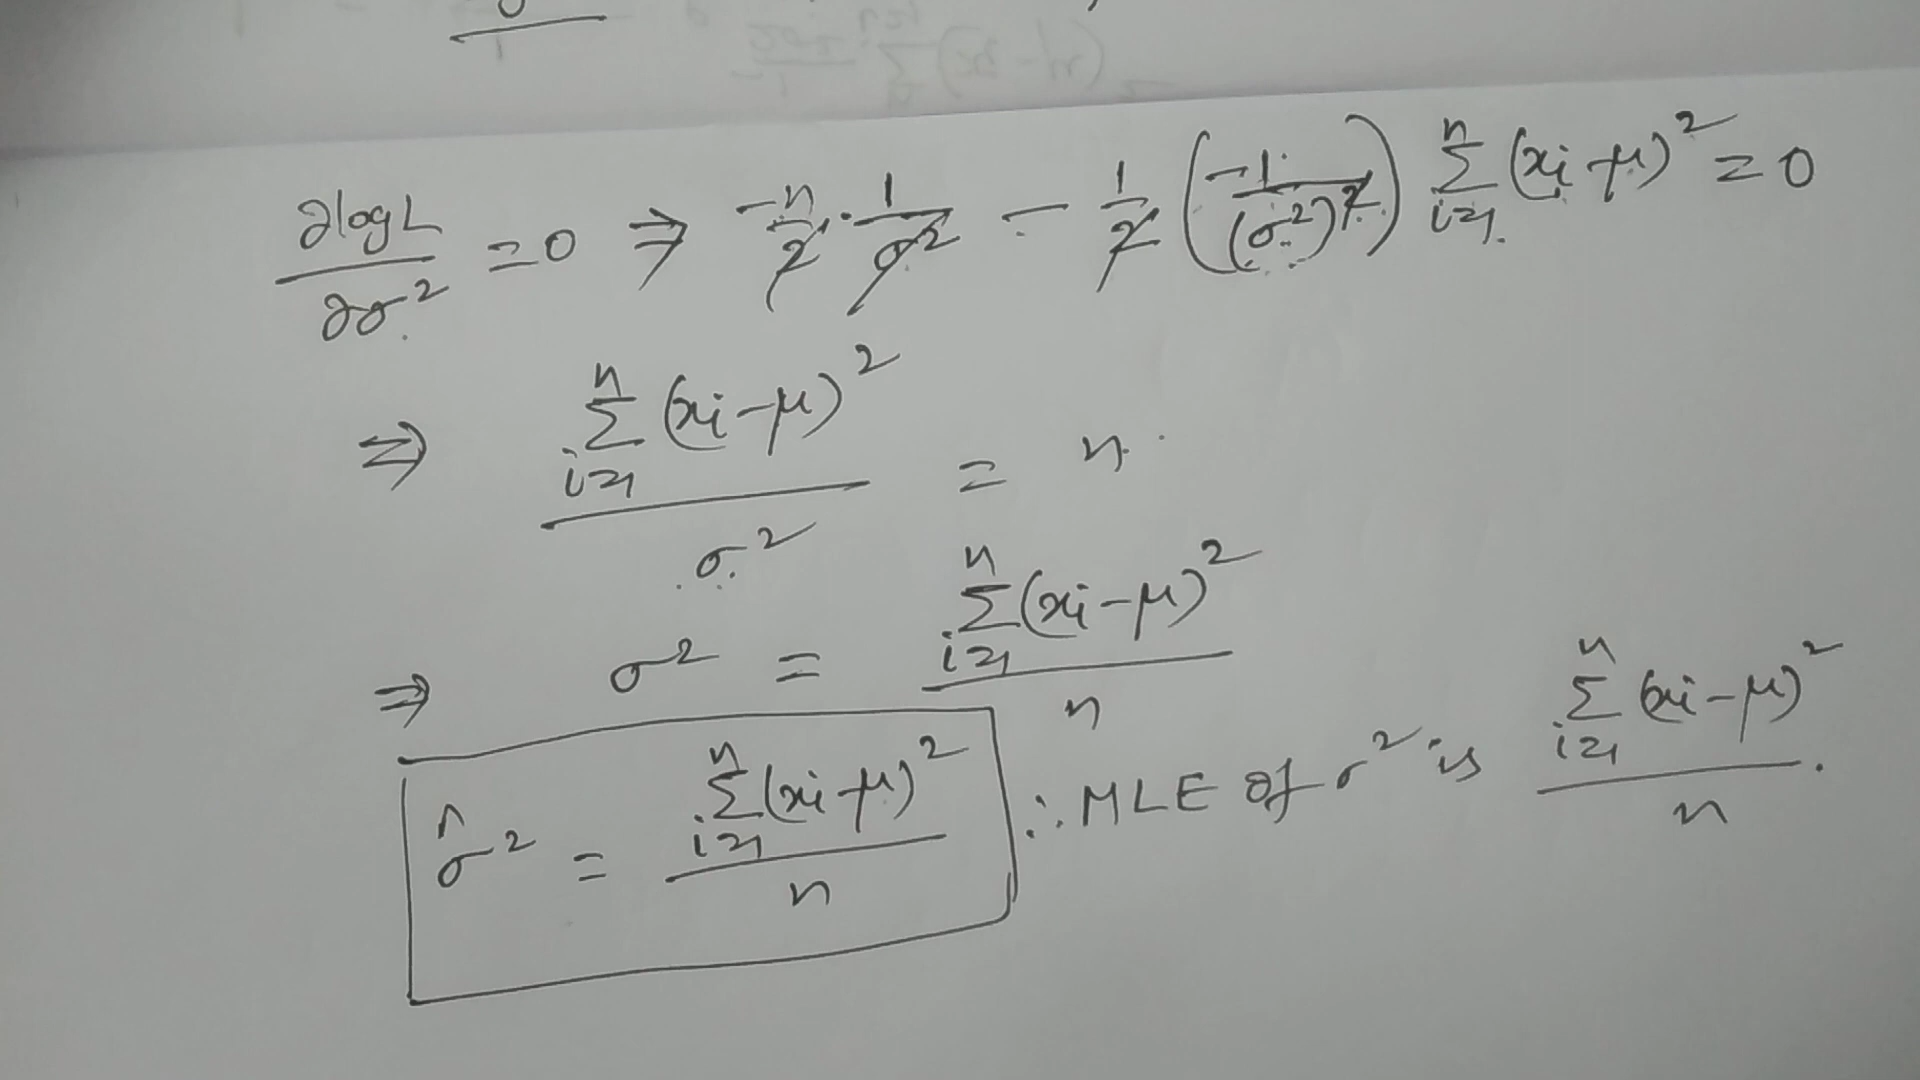 ∂logL/∂σ² = 0 ⇒ -n/2 · 1/σ² - 1/2 (-1/(σ²)²) Σ_{i=1}^{n} (xi - μ)² = 0
⇒ Σ_{i=1}^{n} (xi - μ)² / σ² = n.
⇒ σ² = Σ_{i=1}^{n} (xi - μ)² / n
σ̂² = Σ_{i=1}^{n} (xi - μ)² / n ∴ MLE of σ² is Σ_{i=1}^{n} (xi - μ)² / n.